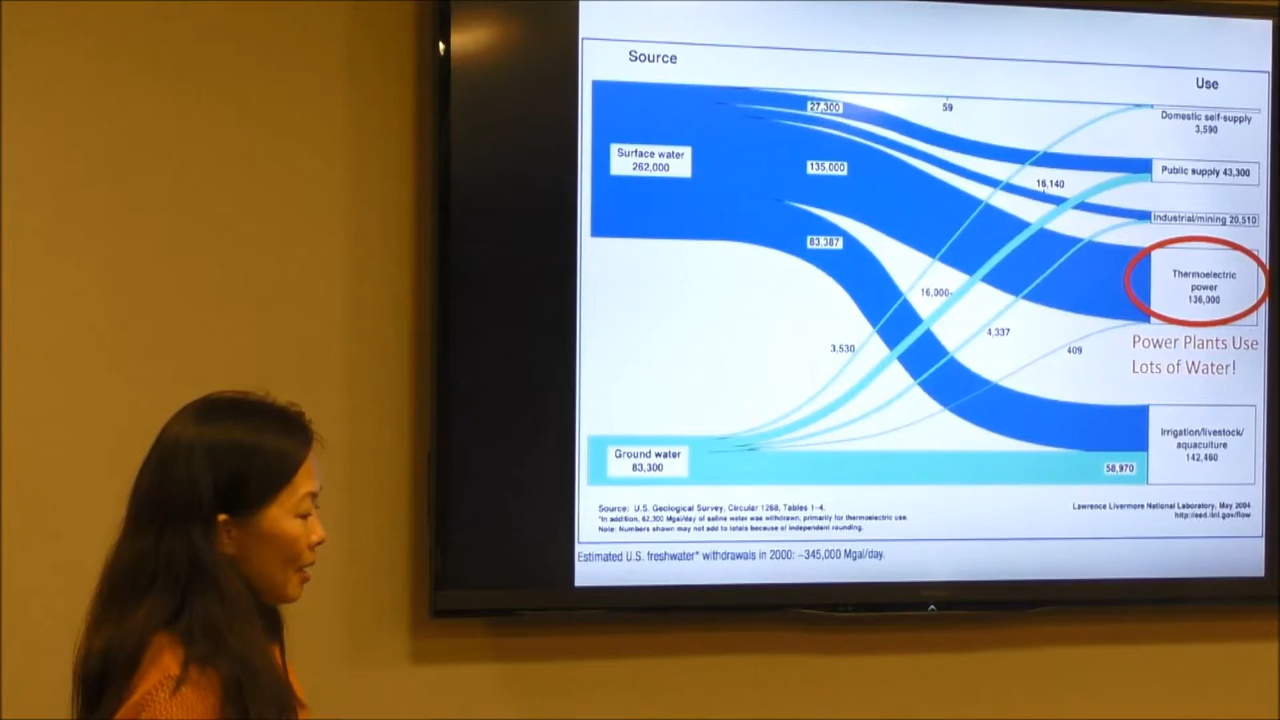 Source
Use
27,300
59
Domestic self-supply
3,590
Surface water
262,000
135,000
Public supply 43,300
16,140
Industrial/mining 20,510
83,387
Thermoelectric
power
136,000
16,000
4,337
3,530
409
Power Plants Use
Lots of Water!
Irrigation/livestock/
aquaculture
142,460
Ground water
83,300
58,970
Source: U.S. Geological Survey, Circular 1268, Tables 1-4.
*In addition, 62,300 Mgal/day of saline water was withdrawn, primarily for thermoelectric use.
Note: Numbers shown may not add to totals because of independent rounding.
Lawrence Livermore National Laboratory, May 2004
http://eed.llnl.gov/flow
Estimated U.S. freshwater* withdrawals in 2000: ~345,000 Mgal/day.